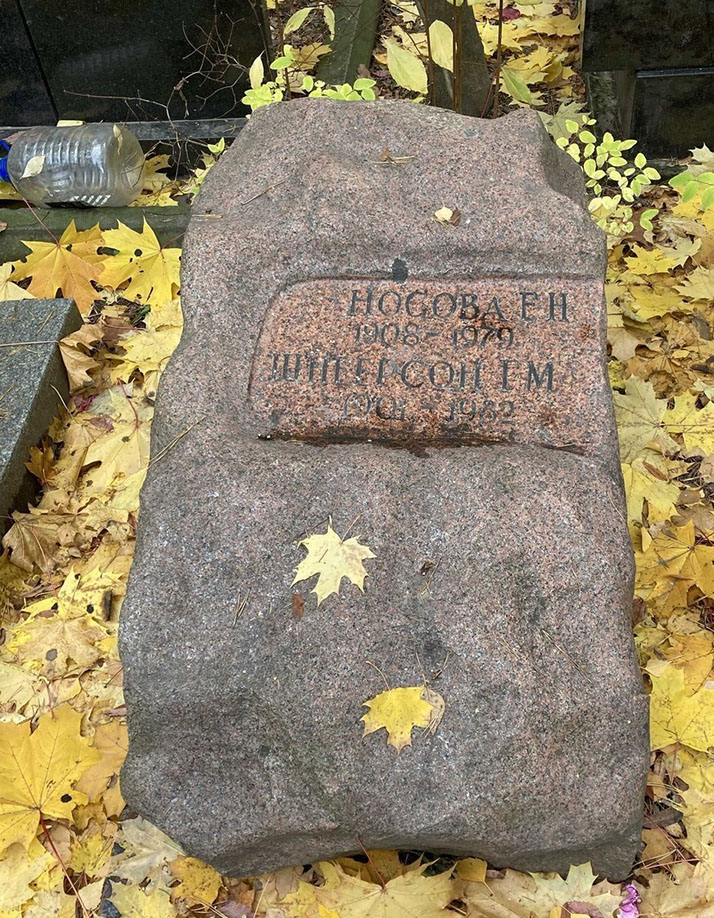 НОСОВА Р Н
1908 - 1979
ШНЕЕРСОН Г М
1901 - 1982